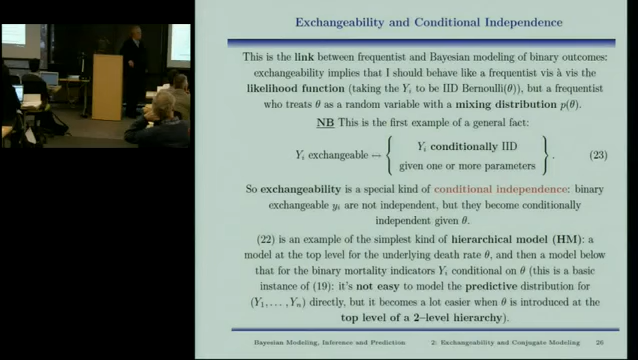 Exchangeability and Conditional Independence
This is the link between frequentist and Bayesian modeling of binary outcomes:
exchangeability implies that I should behave like a frequentist vis à vis the
likelihood function (taking the Yi to be IID Bernoulli(θ)), but a frequentist
who treats θ as a random variable with a mixing distribution p(θ).
NB This is the first example of a general fact:
Yi exchangeable ↔ { Yi conditionally IID
given one or more parameters } . (23)
So exchangeability is a special kind of conditional independence: binary
exchangeable yi are not independent, but they become conditionally
independent given θ.
(22) is an example of the simplest kind of hierarchical model (HM): a
model at the top level for the underlying death rate θ, and then a model below
that for the binary mortality indicators Yi conditional on θ (this is a basic
instance of (19): it's not easy to model the predictive distribution for
(Y1, . . . , Yn) directly, but it becomes a lot easier when θ is introduced at the
top level of a 2–level hierarchy).
Bayesian Modeling, Inference and Prediction 2: Exchangeability and Conjugate Modeling 26